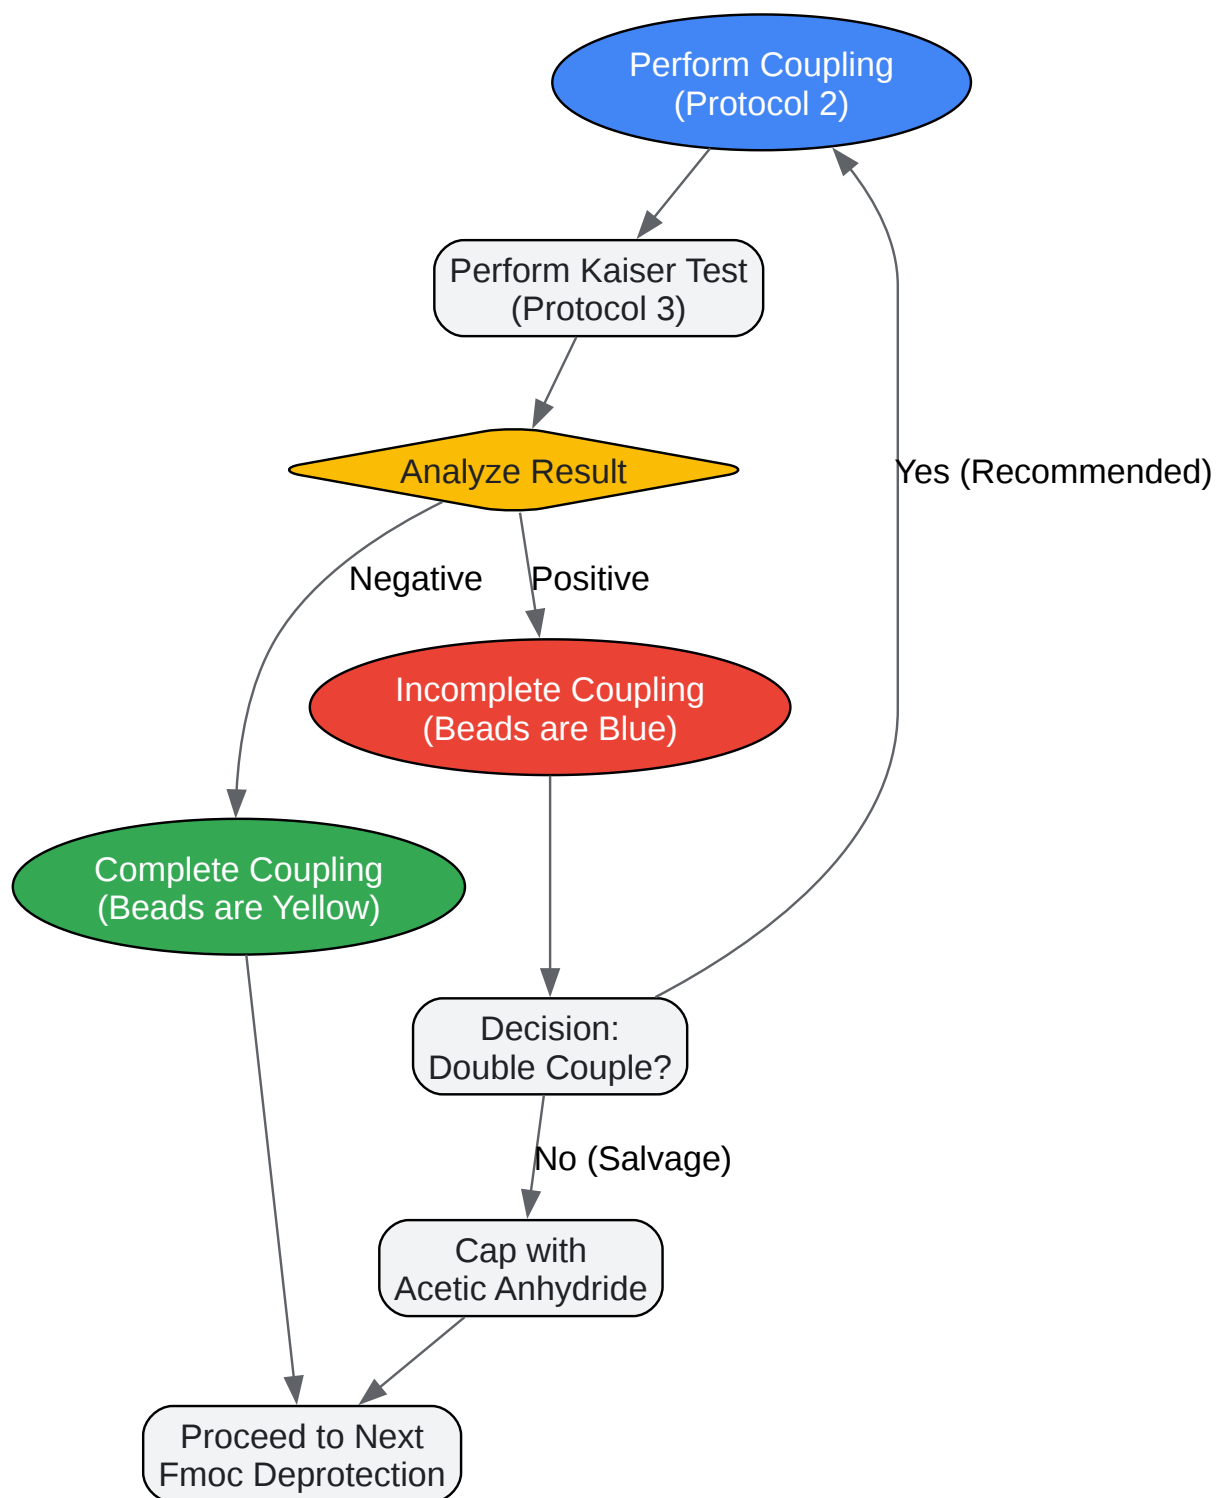 Perform Coupling
(Protocol 2)
Perform Kaiser Test
(Protocol 3)
Analyze Result
Yes (Recommended)
Negative
Positive
Incomplete Coupling
(Beads are Blue)
Complete Coupling
(Beads are Yellow)
Decision:
Double Couple?
No (Salvage)
Cap with
Acetic Anhydride
Proceed to Next
Fmoc Deprotection